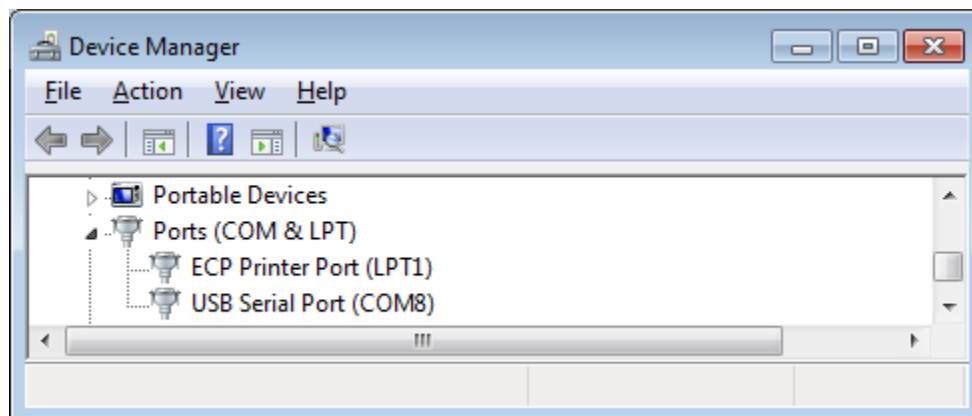 Device Manager
File Action View Help
Portable Devices
Ports (COM & LPT)
ECP Printer Port (LPT1)
USB Serial Port (COM8)